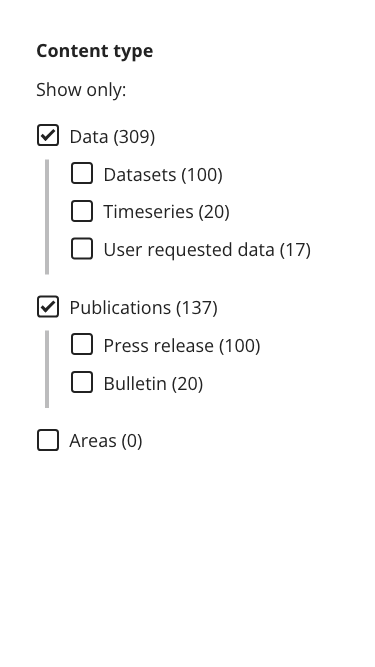 Content type
Show only:
Data (309)
Datasets (100)
Timeseries (20)
User requested data (17)
Publications (137)
Press release (100)
Bulletin (20)
Areas (0)